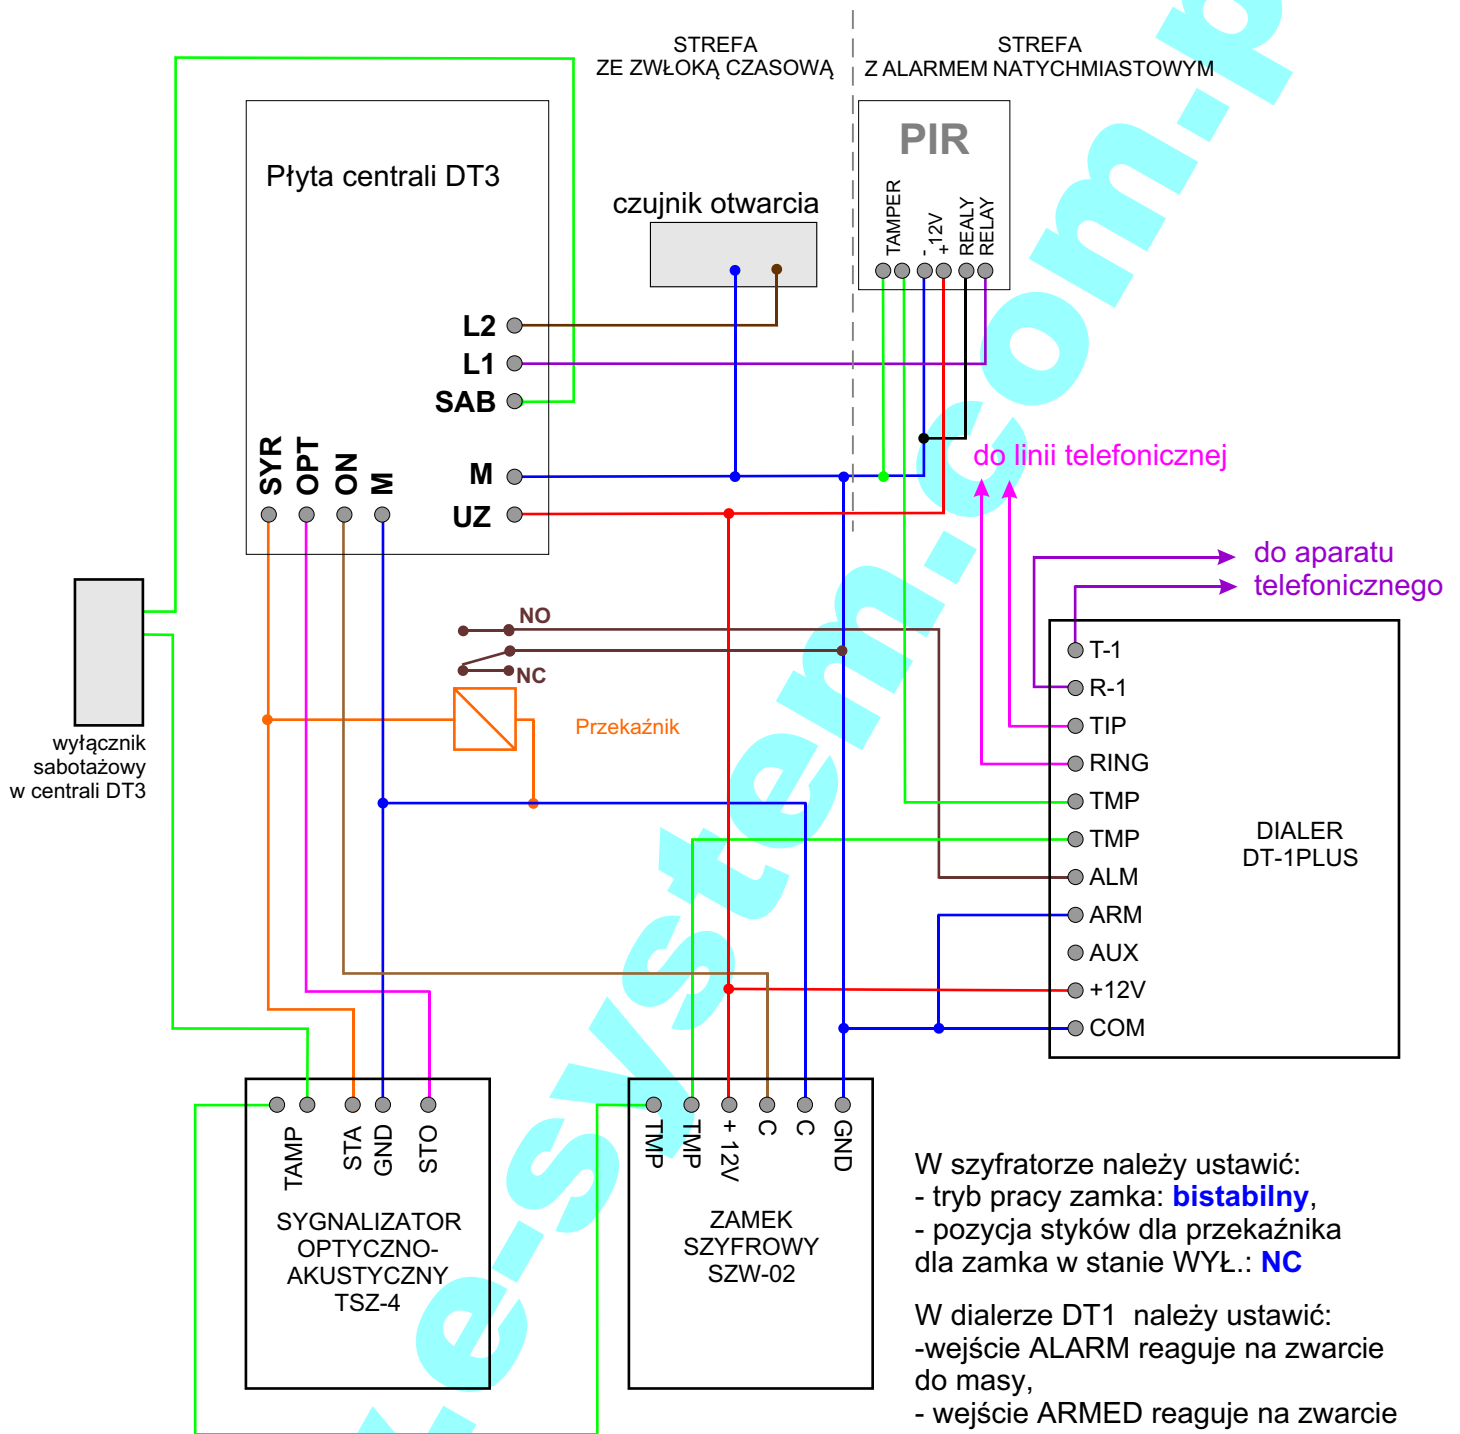 STREFA
ZE ZWŁOKĄ CZASOWĄ
STREFA
Z ALARMEM NATYCHMIASTOWYM
PIR
TAMPER
-
+12V
REALY
RELAY
Płyta centrali DT3
czujnik otwarcia
L2
L1
SAB
M
UZ
SYR
OPT
ON
M
do linii telefonicznej
do aparatu
telefonicznego
NO
NC
Przekaźnik
wyłącznik
sabotażowy
w centrali DT3
T-1
R-1
TIP
RING
TMP
TMP
ALM
ARM
AUX
+12V
COM
DIALER
DT-1PLUS
TAMP
STA
GND
STO
SYGNALIZATOR
OPTYCZNO-
AKUSTYCZNY
TSZ-4
TMP
TMP
+ 12V
C
C
GND
ZAMEK
SZYFROWY
SZW-02
W szyfratorze należy ustawić:
- tryb pracy zamka: bistabilny,
- pozycja styków dla przekaźnika
dla zamka w stanie WYŁ.: NC
W dialerze DT1 należy ustawić:
-wejście ALARM reaguje na zwarcie
do masy,
- wejście ARMED reaguje na zwarcie
e-system.com.p